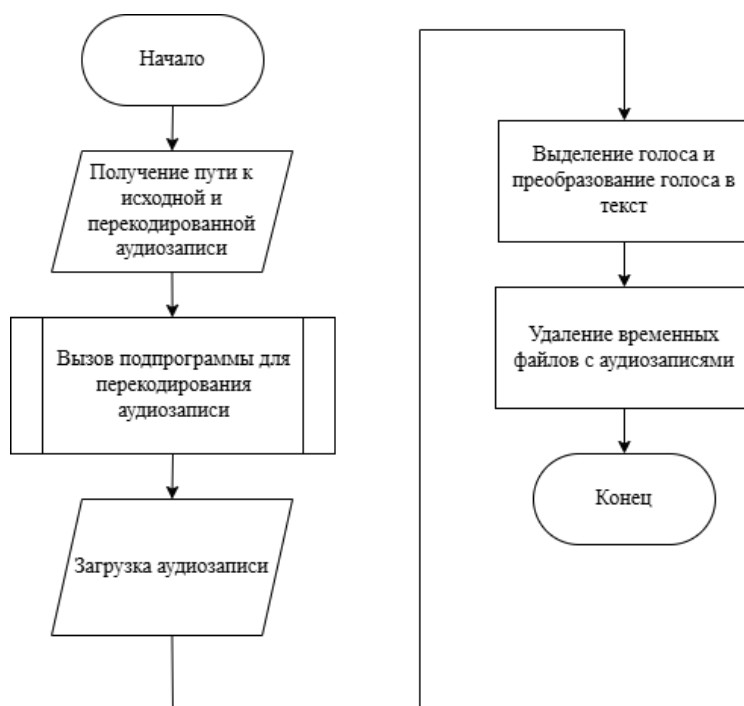 Начало
Получение пути к
исходной и
перекодированной
аудиозаписи
Вызов подпрограммы для
перекодирования
аудиозаписи
Загрузка аудиозаписи
Выделение голоса и
преобразование голоса в
текст
Удаление временных
файлов с аудиозаписями
Конец